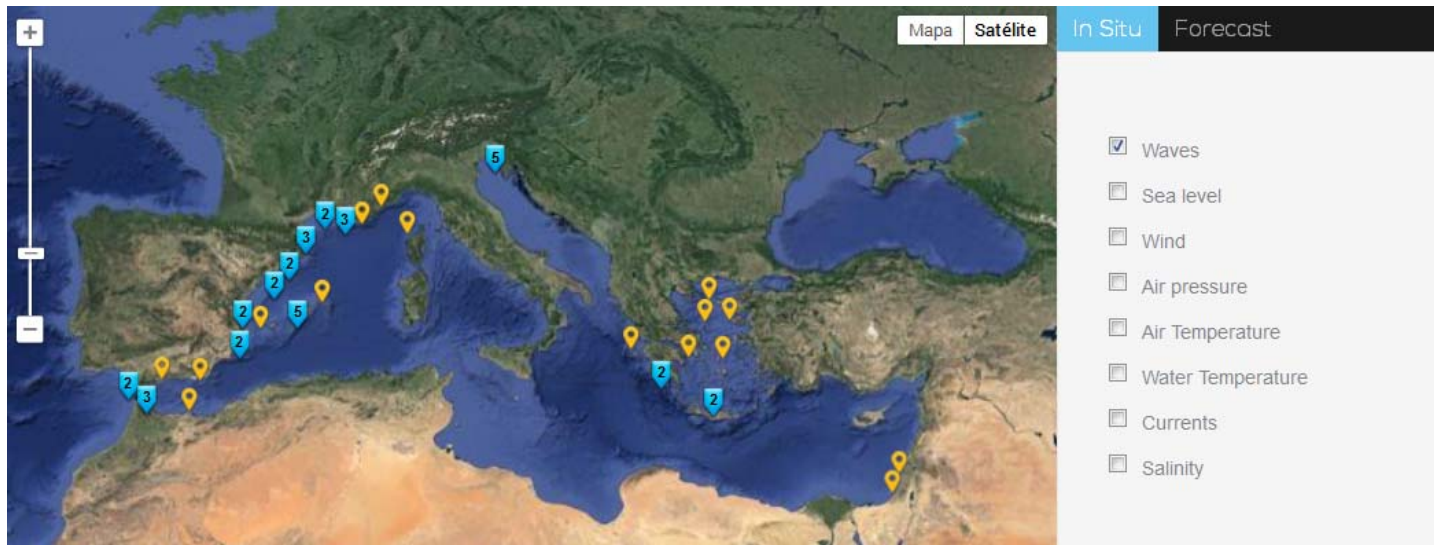 +
Mapa Satélite
In Situ Forecast
5
2 3
3
2
2
2 5
2
2
3
2
2
−
Waves
Sea level
Wind
Air pressure
Air Temperature
Water Temperature
Currents
Salinity